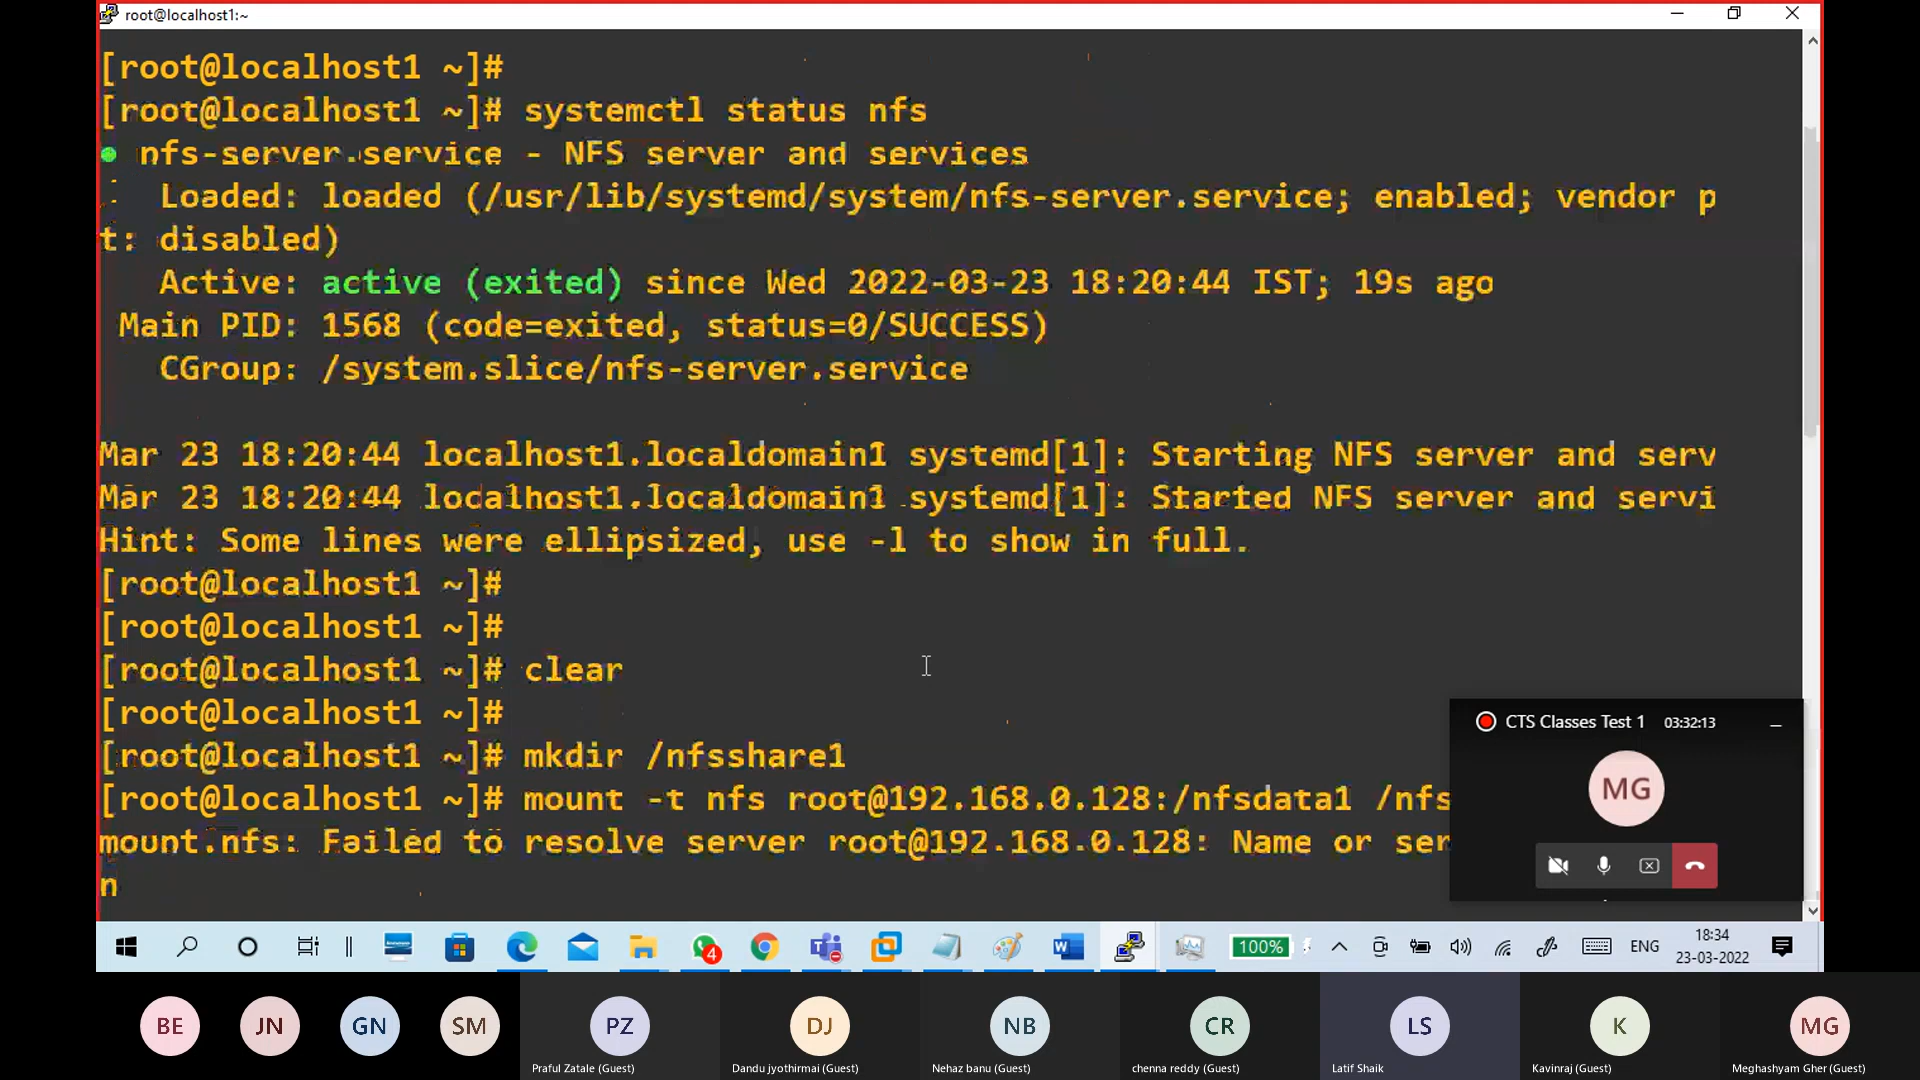 root@localhost1:~
[root@localhost1 ~]#
[root@localhost1 ~]# systemctl status nfs
● nfs-server.service - NFS server and services
Loaded: loaded (/usr/lib/systemd/system/nfs-server.service; enabled; vendor p
t: disabled)
Active: active (exited) since Wed 2022-03-23 18:20:44 IST; 19s ago
Main PID: 1568 (code=exited, status=0/SUCCESS)
CGroup: /system.slice/nfs-server.service
Mar 23 18:20:44 localhost1.localdomain1 systemd[1]: Starting NFS server and serv
Mar 23 18:20:44 localhost1.localdomain1 systemd[1]: Started NFS server and servi
Hint: Some lines were ellipsized, use -l to show in full.
[root@localhost1 ~]#
[root@localhost1 ~]#
[root@localhost1 ~]# clear
[root@localhost1 ~]#
[root@localhost1 ~]# mkdir /nfsshare1
[root@localhost1 ~]# mount -t nfs root@192.168.0.128:/nfsdata1 /nfs
mount.nfs: Failed to resolve server root@192.168.0.128: Name or ser
n
CTS Classes Test 1 03:32:13
MG
4
100%
ENG
18:34
23-03-2022
BE JN GN SM PZ DJ NB CR LS K MG
Praful Zatale (Guest) Dandu jyothirmai (Guest) Nehaz banu (Guest) chenna reddy (Guest) Latif Shaik Kavinraj (Guest) Meghashyam Gher (Guest)